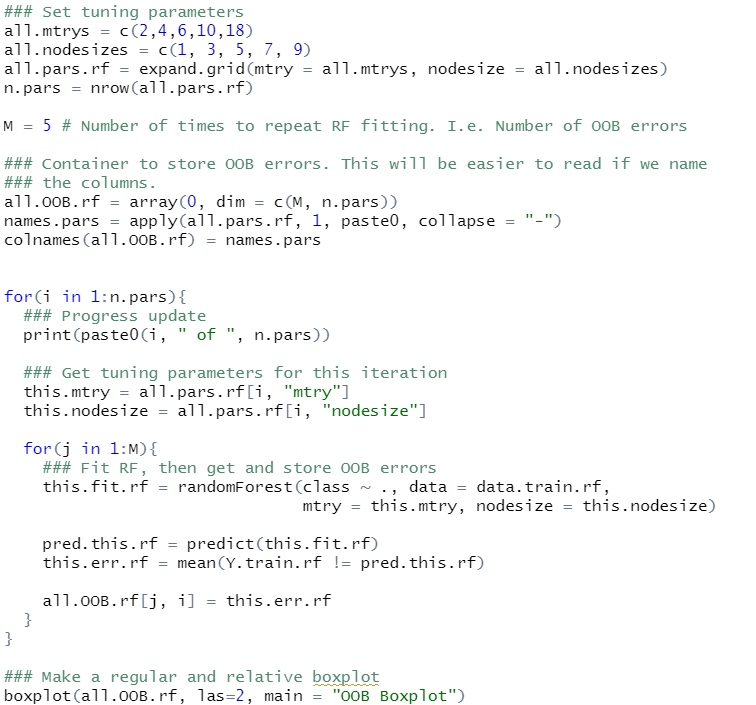 ### Set tuning parameters
all.mtrys = c(2,4,6,10,18)
all.nodesizes = c(1, 3, 5, 7, 9)
all.pars.rf = expand.grid(mtry = all.mtrys, nodesize = all.nodesizes)
n.pars = nrow(all.pars.rf)

M = 5 # Number of times to repeat RF fitting. I.e. Number of OOB errors

### Container to store OOB errors. This will be easier to read if we name
### the columns.
all.OOB.rf = array(0, dim = c(M, n.pars))
names.pars = apply(all.pars.rf, 1, paste0, collapse = "-")
colnames(all.OOB.rf) = names.pars


for(i in 1:n.pars){
  ### Progress update
  print(paste0(i, " of ", n.pars))

  ### Get tuning parameters for this iteration
  this.mtry = all.pars.rf[i, "mtry"]
  this.nodesize = all.pars.rf[i, "nodesize"]

  for(j in 1:M){
    ### Fit RF, then get and store OOB errors
    this.fit.rf = randomForest(class ~ ., data = data.train.rf,
                               mtry = this.mtry, nodesize = this.nodesize)

    pred.this.rf = predict(this.fit.rf)
    this.err.rf = mean(Y.train.rf != pred.this.rf)

    all.OOB.rf[j, i] = this.err.rf
  }
}

### Make a regular and relative boxplot
boxplot(all.OOB.rf, las=2, main = "OOB Boxplot")